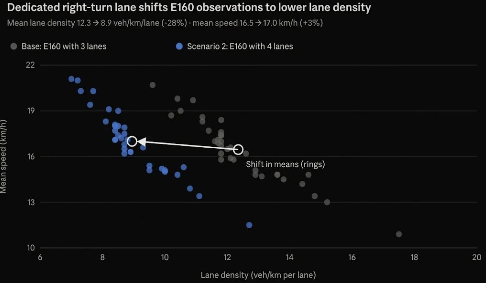 Dedicated right-turn lane shifts E160 observations to lower lane density
Mean lane density 12.3 → 8.9 veh/km/lane (-28%) · mean speed 16.5 → 17.0 km/h (+3%)
Base: E160 with 3 lanes
Scenario 2: E160 with 4 lanes
22
19
16
13
10
Mean speed (km/h)
Shift in means (rings)
6 8 10 12 14 16 18 20
Lane density (veh/km per lane)